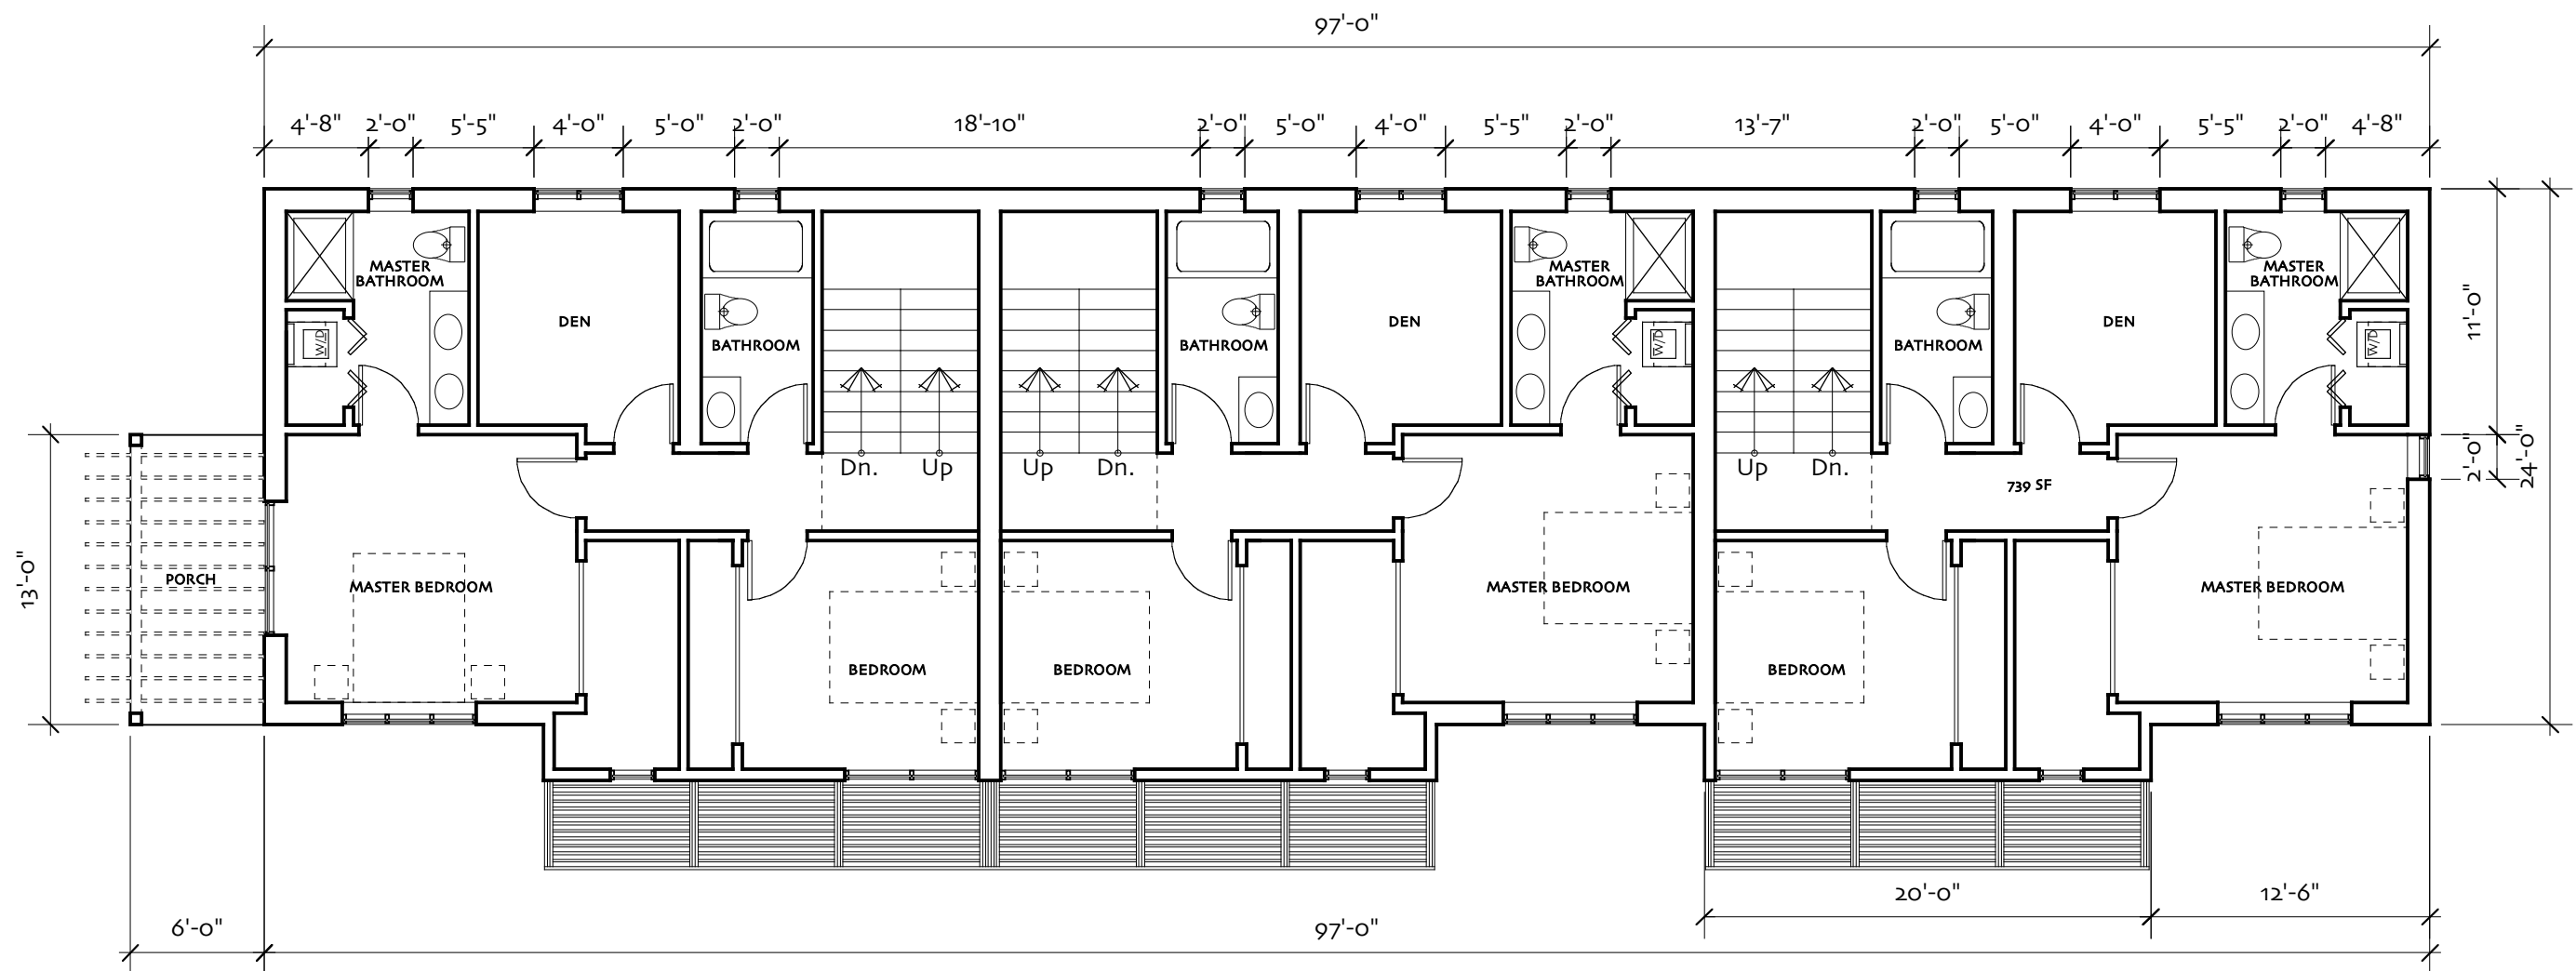 97'-0"
4'-8" 2'-0" 5'-5" 4'-0" 5'-0" 2'-0" 18'-10" 2'-0" 5'-0" 4'-0" 5'-5" 2'-0" 13'-7" 2'-0" 5'-0" 4'-0" 5'-5" 2'-0" 4'-8"
MASTER
BATHROOM
MASTER
BATHROOM
MASTER
BATHROOM
11'-0"
DEN
DEN
DEN
W/D
W/D
W/D
BATHROOM
BATHROOM
BATHROOM
Dn. Up
Up Dn.
Up Dn.
2'-0"
24'-0"
739 SF
13'-0"
PORCH
MASTER BEDROOM
MASTER BEDROOM
MASTER BEDROOM
BEDROOM
BEDROOM
BEDROOM
20'-0" 12'-6"
6'-0" 97'-0"